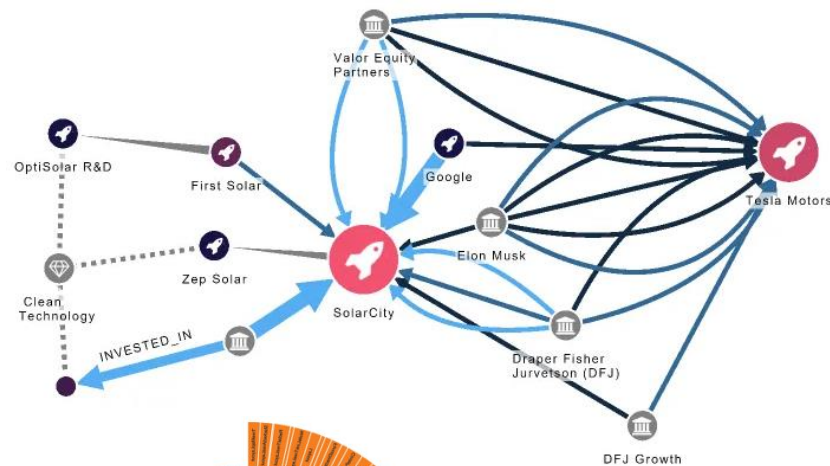 Valor Equity
Partners
OptiSolar R&D
First Solar
Google
Tesla Motors
Elon Musk
Zep Solar
Clean
Technology
SolarCity
INVESTED_IN
Draper Fisher
Jurvetson (DFJ)
DFJ Growth